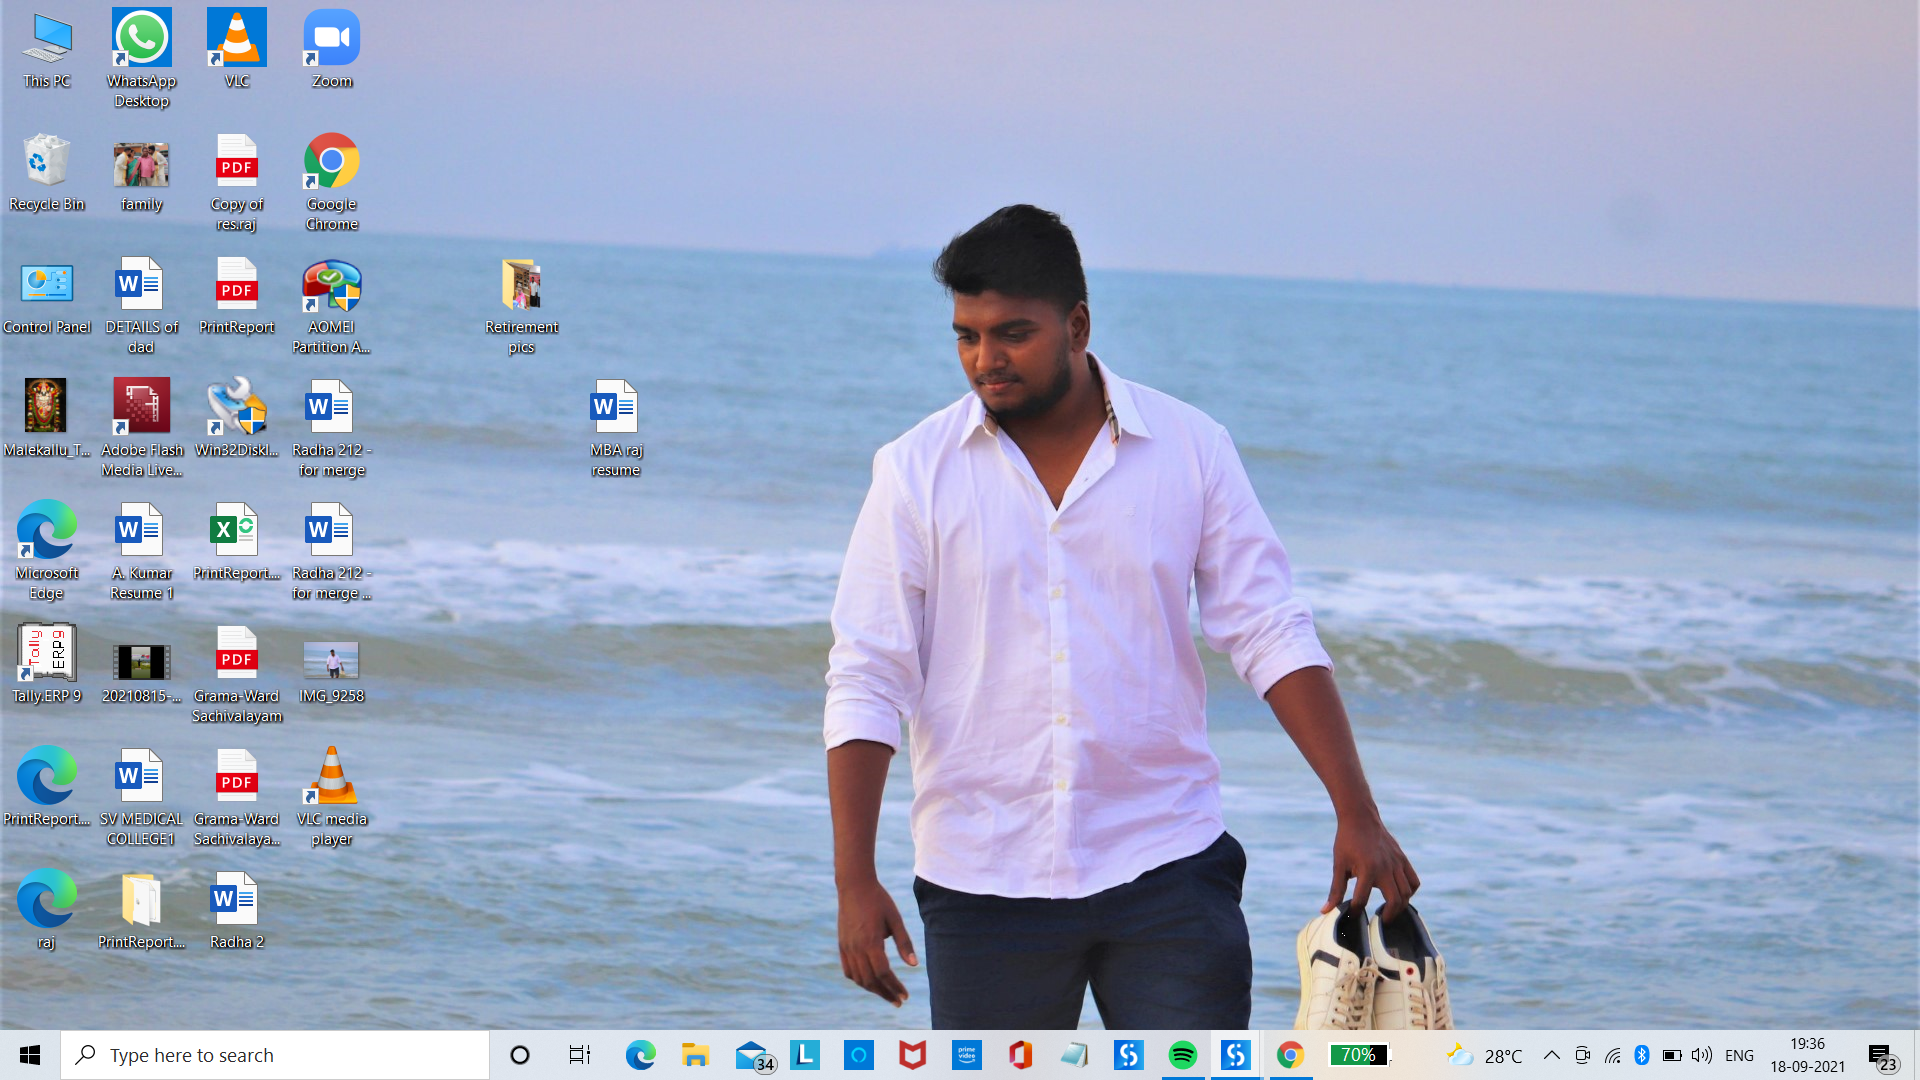 This PC
WhatsApp
Desktop
VLC
Zoom
Recycle Bin
family
PDF
Copy of
res.raj
Google
Chrome
Control Panel
W
DETAILS of
dad
PDF
PrintReport
AOMEI
Partition A...
Retirement
pics
Malekallu_T...
Adobe Flash
Media Live...
Win32DiskI...
W
Radha 212 -
for merge
W
MBA raj
resume
Microsoft
Edge
W
A. Kumar
Resume 1
X
PrintReport....
W
Radha 212 -
for merge ...
Tally
ERP9
Tally.ERP 9
20210815-...
PDF
Grama-Ward
Sachivalayam
IMG_9258
PrintReport....
W
SV MEDICAL
COLLEGE1
PDF
Grama-Ward
Sachivalaya...
VLC media
player
raj
PrintReport....
W
Radha 2
Type here to search
34
L
prime
video
70%
28°C
ENG
19:36
18-09-2021
23